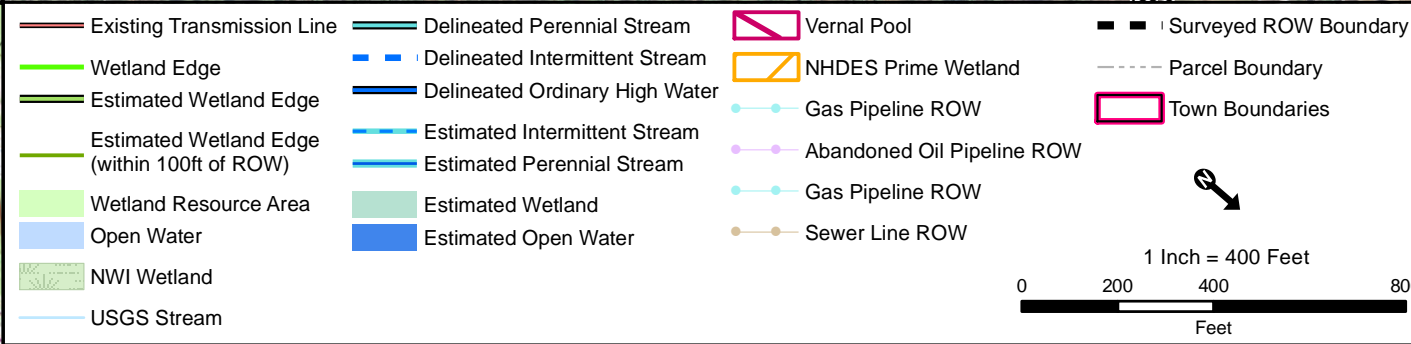 Existing Transmission Line
Wetland Edge
Estimated Wetland Edge
Estimated Wetland Edge
(within 100ft of ROW)
Wetland Resource Area
Open Water
NWI Wetland
USGS Stream
Delineated Perennial Stream
Delineated Intermittent Stream
Delineated Ordinary High Water
Estimated Intermittent Stream
Estimated Perennial Stream
Estimated Wetland
Estimated Open Water
Vernal Pool
NHDES Prime Wetland
Gas Pipeline ROW
Abandoned Oil Pipeline ROW
Gas Pipeline ROW
Sewer Line ROW
Surveyed ROW Boundary
Parcel Boundary
Town Boundaries
N
1 Inch = 400 Feet
0 200 400 80
Feet